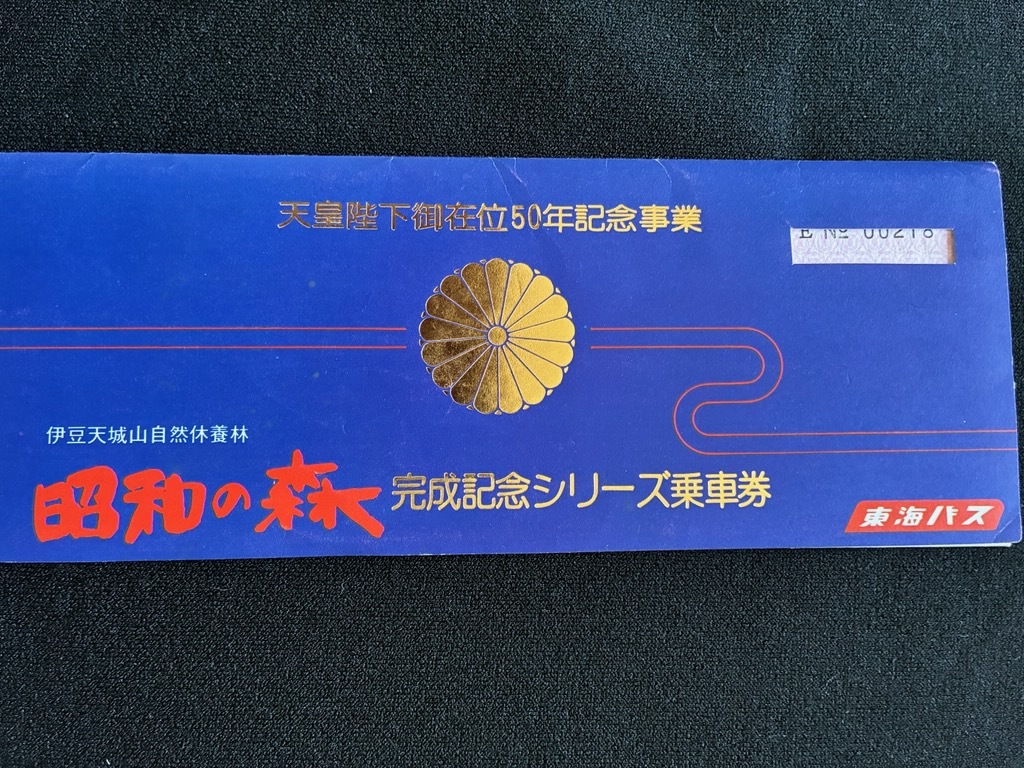 天皇陛下御在位50年記念事業
E № 00218
伊豆天城山自然休養林
昭和の森 完成記念シリーズ乗車券
東海バス